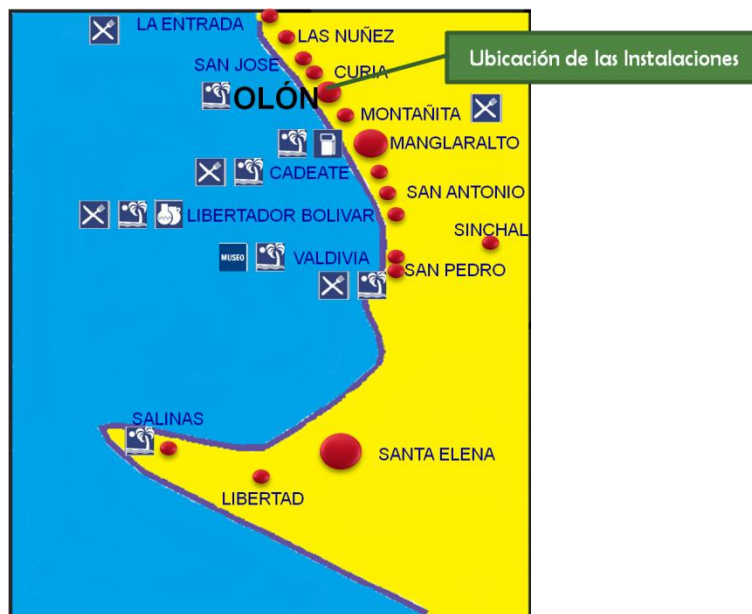 LA ENTRADA
LAS NUÑEZ
SAN JOSE
CURIA
Ubicación de las Instalaciones
OLÓN
MONTAÑITA
MANGLARALTO
CADEATE
SAN ANTONIO
LIBERTADOR BOLIVAR
SINCHAL
MUSEO
VALDIVIA
SAN PEDRO
SALINAS
SANTA ELENA
LIBERTAD